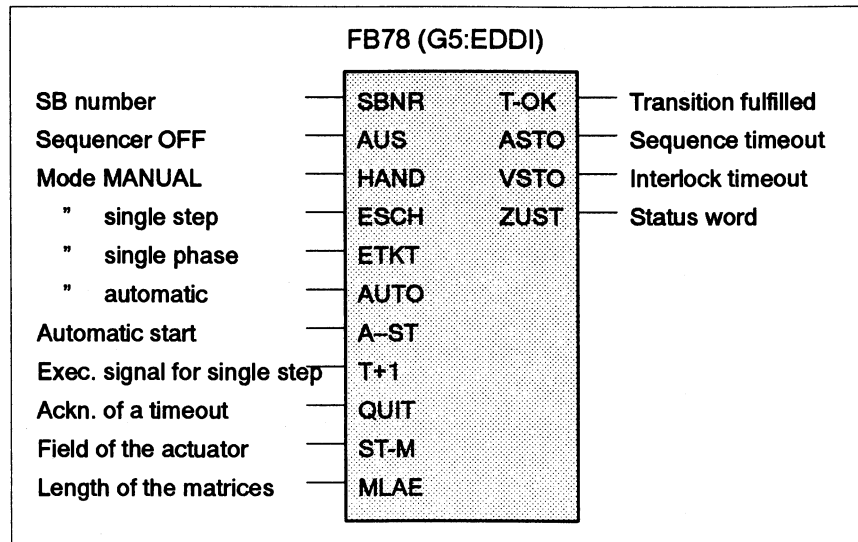 FB78 (G5:EDDI)
SB number SBNR T-OK Transition fulfilled
Sequencer OFF AUS ASTO Sequence timeout
Mode MANUAL HAND VSTO Interlock timeout
" single step ESCH ZUST Status word
" single phase ETKT
" automatic AUTO
Automatic start A–ST
Exec. signal for single step T+1
Ackn. of a timeout QUIT
Field of the actuator ST-M
Length of the matrices MLAE